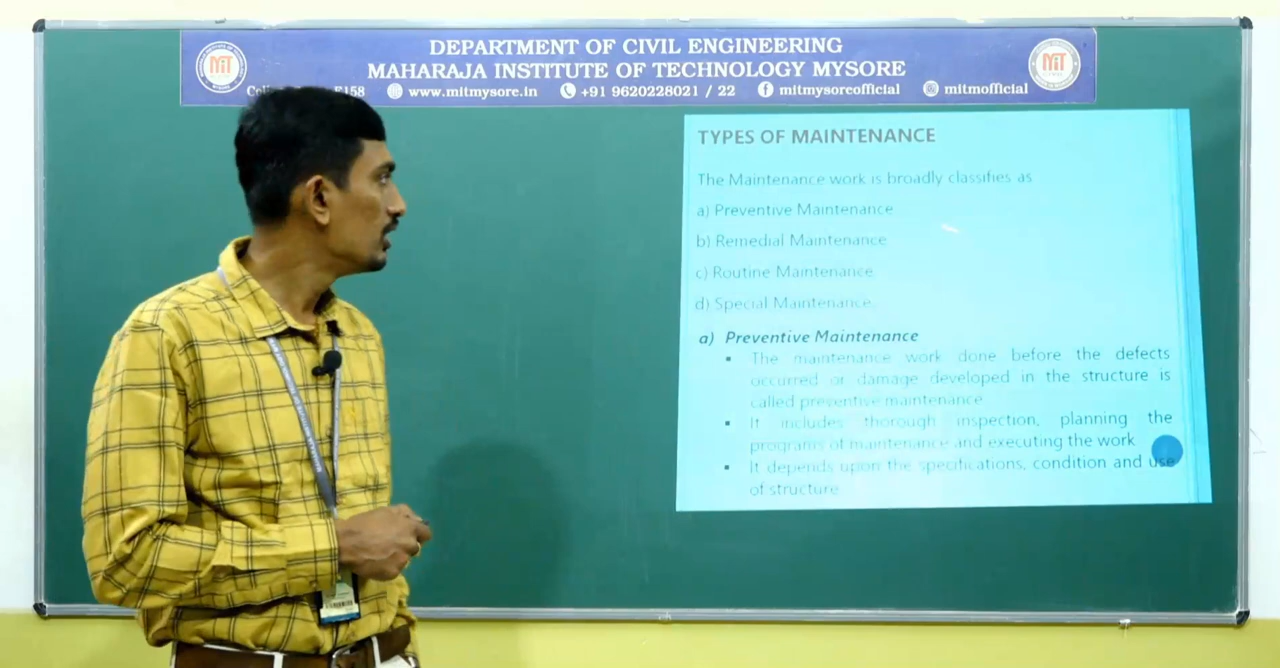 DEPARTMENT OF CIVIL ENGINEERING
MAHARAJA INSTITUTE OF TECHNOLOGY MYSORE
www.mitmysore.in +91 9620228021 / 22 mitmysoreofficial mitmofficial
MIT
MIT
TYPES OF MAINTENANCE
The Maintenance work is broadly classifies as
a) Preventive Maintenance
b) Remedial Maintenance
c) Routine Maintenance
d) Special Maintenance.
a) Preventive Maintenance
▪ The maintenance work done before the defects
occurred or damage developed in the structure is
called preventive maintenance
▪ It includes thorough inspection, planning the
programs of maintenance and executing the work
▪ It depends upon the specifications, condition and use
of structure